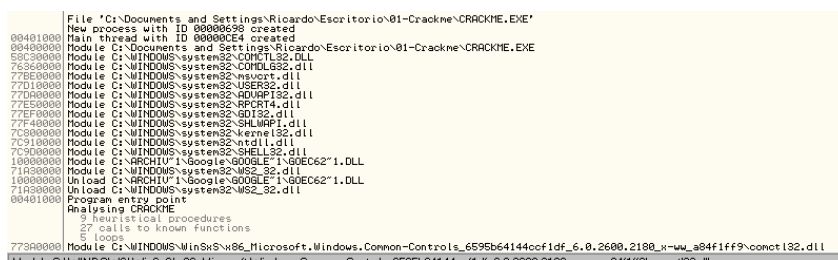 File 'C:\Documents and Settings\Ricardo\Escritorio\01-Crackme\CRACKME.EXE'
New process with ID 00000698 created
00401000 Main thread with ID 00000CE4 created
00400000 Module C:\Documents and Settings\Ricardo\Escritorio\01-Crackme\CRACKME.EXE
58C30000 Module C:\WINDOWS\system32\COMCTL32.DLL
76360000 Module C:\WINDOWS\system32\COMDLG32.dll
77BE0000 Module C:\WINDOWS\system32\msvcrt.dll
77D10000 Module C:\WINDOWS\system32\USER32.dll
77DA0000 Module C:\WINDOWS\system32\ADVAPI32.dll
77E50000 Module C:\WINDOWS\system32\RPCRT4.dll
77EF0000 Module C:\WINDOWS\system32\GDI32.dll
77F40000 Module C:\WINDOWS\system32\SHLWAPI.dll
7C800000 Module C:\WINDOWS\system32\kernel32.dll
7C910000 Module C:\WINDOWS\system32\ntdll.dll
7C9D0000 Module C:\WINDOWS\system32\SHELL32.dll
10000000 Module C:\ARCHIV~1\Google\GOOGLE~1\GOEC62~1.DLL
71A30000 Module C:\WINDOWS\system32\WS2_32.dll
10000000 Unload C:\ARCHIV~1\Google\GOOGLE~1\GOEC62~1.DLL
71A30000 Unload C:\WINDOWS\system32\WS2_32.dll
00401000 Program entry point
Analysing CRACKME
9 heuristical procedures
27 calls to known functions
5 loops
773A0000 Module C:\WINDOWS\WinSxS\x86_Microsoft.Windows.Common-Controls_6595b64144ccf1df_6.0.2600.2180_x-ww_a84f1ff9\comctl32.dll